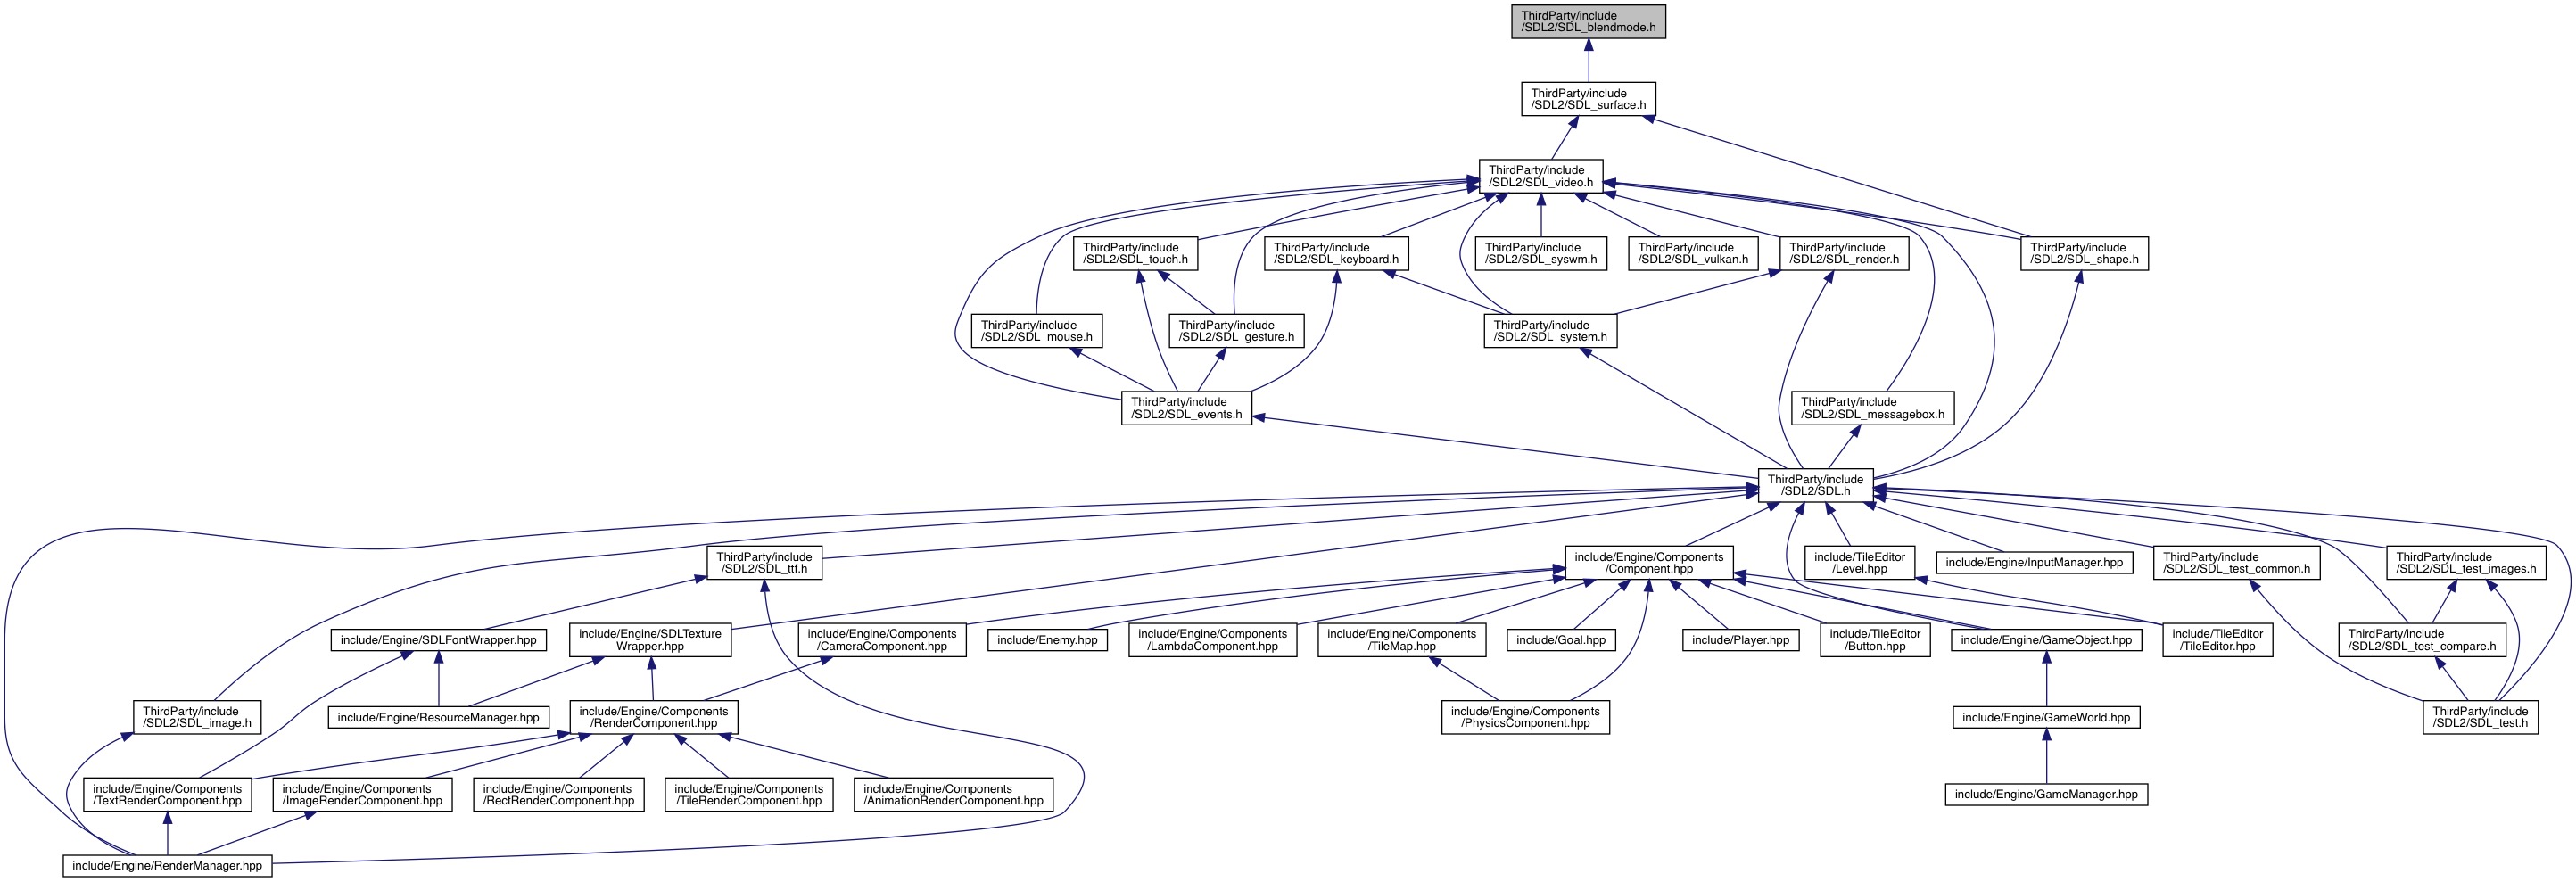 ThirdParty/include
/SDL2/SDL_blendmode.h
ThirdParty/include
/SDL2/SDL_surface.h
ThirdParty/include
/SDL2/SDL_video.h
ThirdParty/include
/SDL2/SDL_touch.h
ThirdParty/include
/SDL2/SDL_keyboard.h
ThirdParty/include
/SDL2/SDL_syswm.h
ThirdParty/include
/SDL2/SDL_vulkan.h
ThirdParty/include
/SDL2/SDL_render.h
ThirdParty/include
/SDL2/SDL_shape.h
ThirdParty/include
/SDL2/SDL_mouse.h
ThirdParty/include
/SDL2/SDL_gesture.h
ThirdParty/include
/SDL2/SDL_system.h
ThirdParty/include
/SDL2/SDL_events.h
ThirdParty/include
/SDL2/SDL_messagebox.h
ThirdParty/include
/SDL2/SDL.h
ThirdParty/include
/SDL2/SDL_ttf.h
include/Engine/Components
/Component.hpp
include/TileEditor
/Level.hpp
include/Engine/InputManager.hpp
ThirdParty/include
/SDL2/SDL_test_common.h
ThirdParty/include
/SDL2/SDL_test_images.h
include/Engine/SDLFontWrapper.hpp
include/Engine/SDLTexture
Wrapper.hpp
include/Engine/Components
/CameraComponent.hpp
include/Enemy.hpp
include/Engine/Components
/LambdaComponent.hpp
include/Engine/Components
/TileMap.hpp
include/Goal.hpp
include/Player.hpp
include/TileEditor
/Button.hpp
include/Engine/GameObject.hpp
include/TileEditor
/TileEditor.hpp
ThirdParty/include
/SDL2/SDL_test_compare.h
ThirdParty/include
/SDL2/SDL_image.h
include/Engine/ResourceManager.hpp
include/Engine/Components
/RenderComponent.hpp
include/Engine/Components
/PhysicsComponent.hpp
include/Engine/GameWorld.hpp
ThirdParty/include
/SDL2/SDL_test.h
include/Engine/Components
/TextRenderComponent.hpp
include/Engine/Components
/ImageRenderComponent.hpp
include/Engine/Components
/RectRenderComponent.hpp
include/Engine/Components
/TileRenderComponent.hpp
include/Engine/Components
/AnimationRenderComponent.hpp
include/Engine/GameManager.hpp
include/Engine/RenderManager.hpp